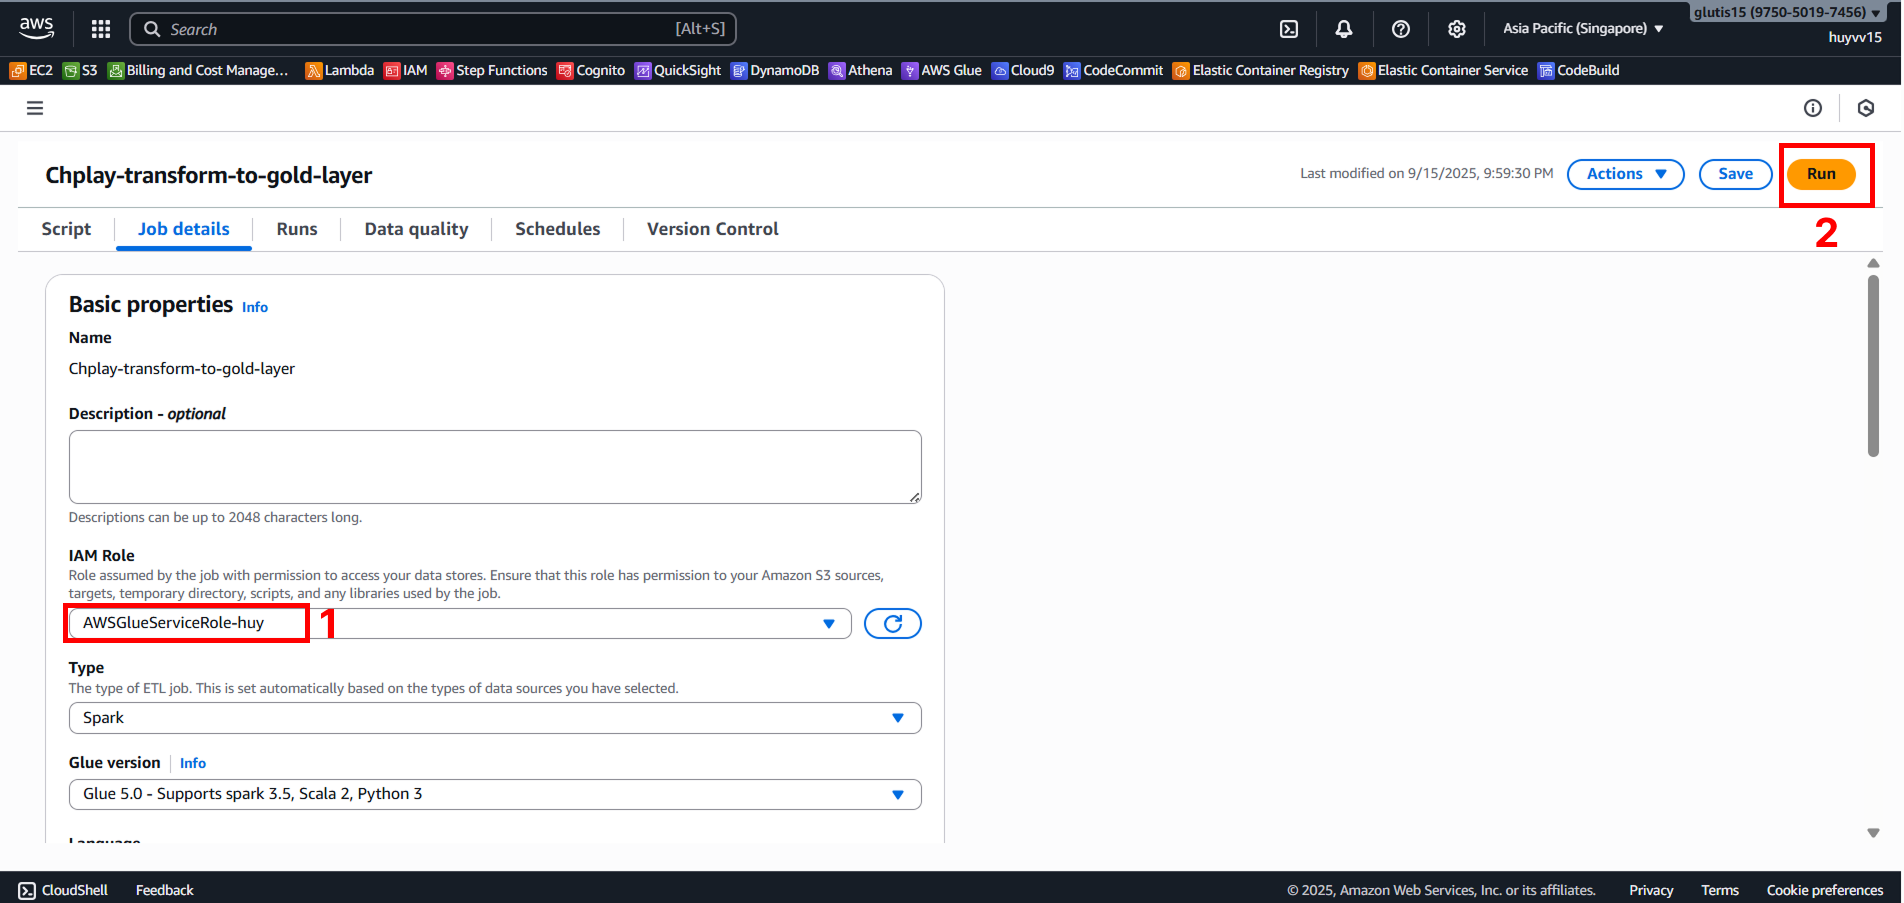 aws
Search [Alt+S]
Asia Pacific (Singapore)
glutis15 (9750-5019-7456)
huyvv15
EC2 S3 Billing and Cost Manage... Lambda IAM Step Functions Cognito QuickSight DynamoDB Athena AWS Glue Cloud9 CodeCommit Elastic Container Registry Elastic Container Service CodeBuild
Chplay-transform-to-gold-layer
Last modified on 9/15/2025, 9:59:30 PM
Actions
Save
Run
2
Script
Job details
Runs
Data quality
Schedules
Version Control
Basic properties Info
Name
Chplay-transform-to-gold-layer
Description - optional
Descriptions can be up to 2048 characters long.
IAM Role
Role assumed by the job with permission to access your data stores. Ensure that this role has permission to your Amazon S3 sources,
targets, temporary directory, scripts, and any libraries used by the job.
AWSGlueServiceRole-huy
1
Type
The type of ETL job. This is set automatically based on the types of data sources you have selected.
Spark
Glue version Info
Glue 5.0 - Supports spark 3.5, Scala 2, Python 3
Language
CloudShell Feedback
© 2025, Amazon Web Services, Inc. or its affiliates. Privacy Terms Cookie preferences